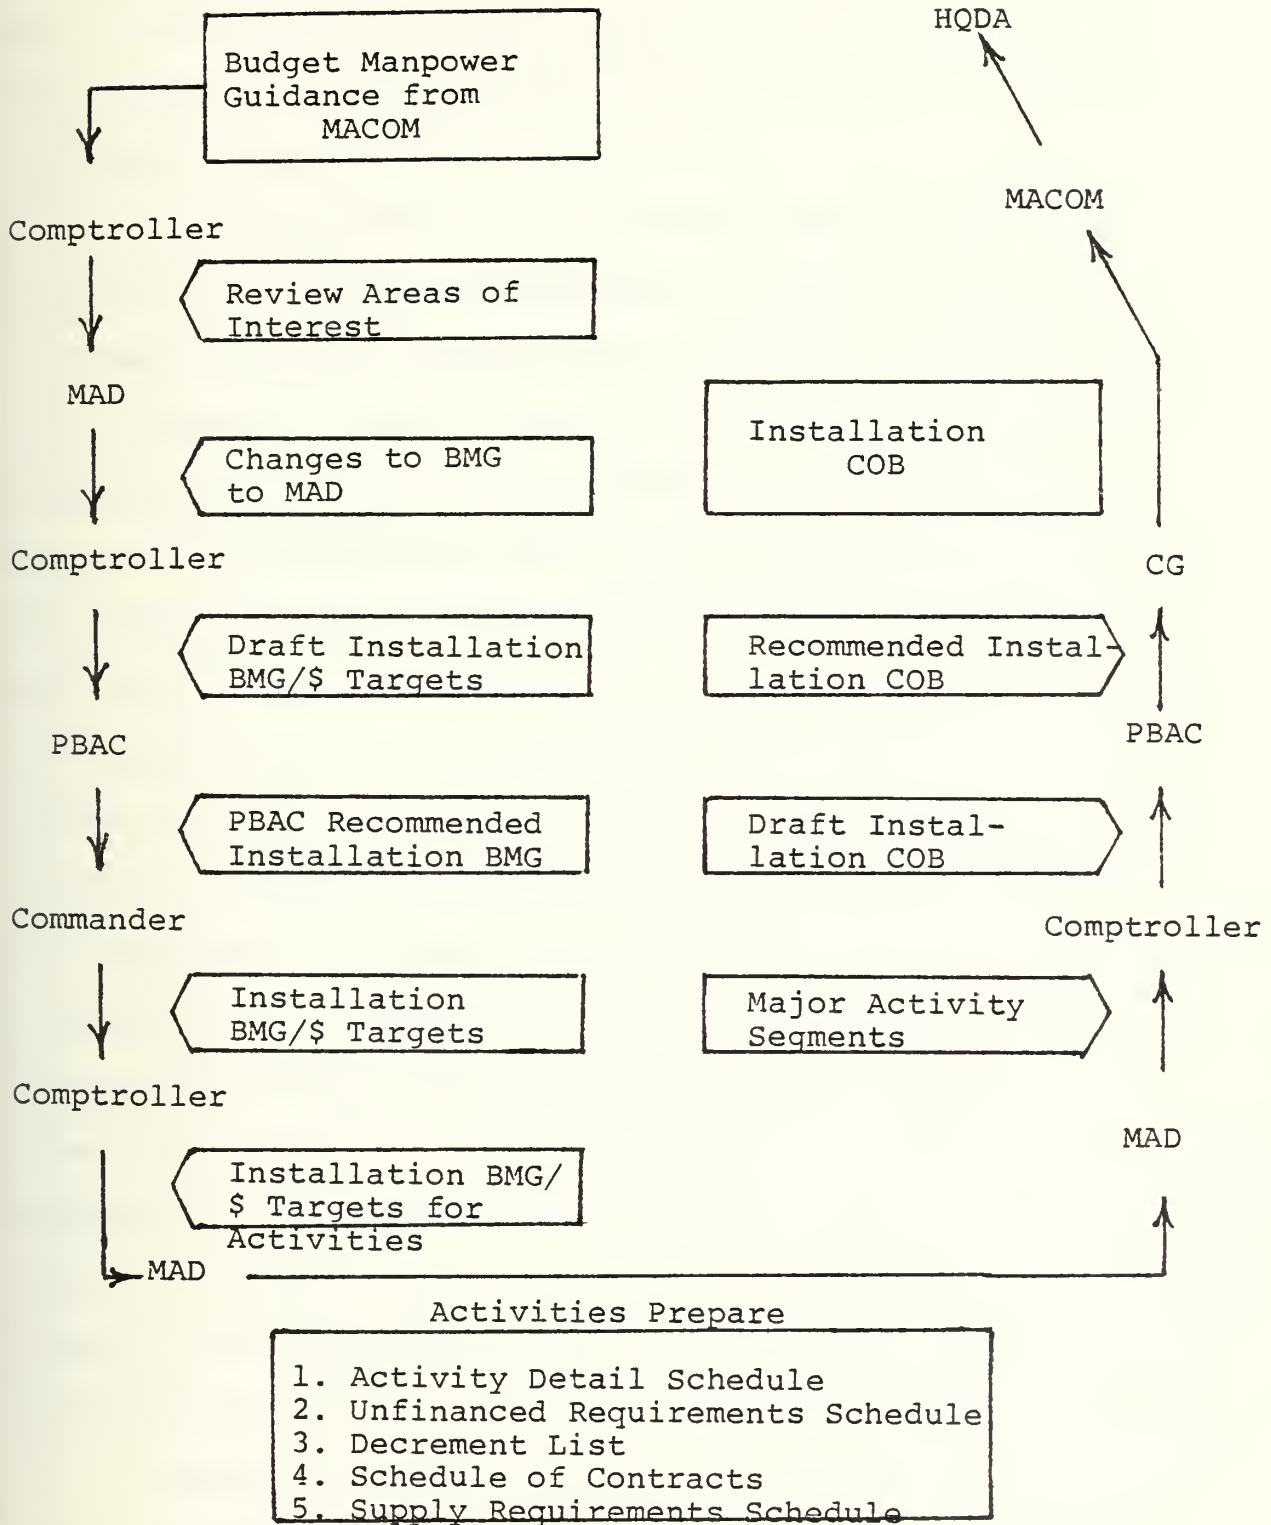 Budget Manpower
Guidance from
MACOM
Comptroller
Review Areas of
Interest
MAD
Changes to BMG
to MAD
Comptroller
Draft Installation
BMG/$ Targets
PBAC
PBAC Recommended
Installation BMG
Commander
Installation
BMG/$ Targets
Comptroller
Installation BMG/
$ Targets for
Activities
MAD
HQDA
MACOM
Installation
COB
CG
Recommended Instal-
lation COB
PBAC
Draft Instal-
lation COB
Comptroller
Major Activity
Segments
MAD
Activities Prepare
1. Activity Detail Schedule
2. Unfinanced Requirements Schedule
3. Decrement List
4. Schedule of Contracts
5. Supply Requirements Schedule